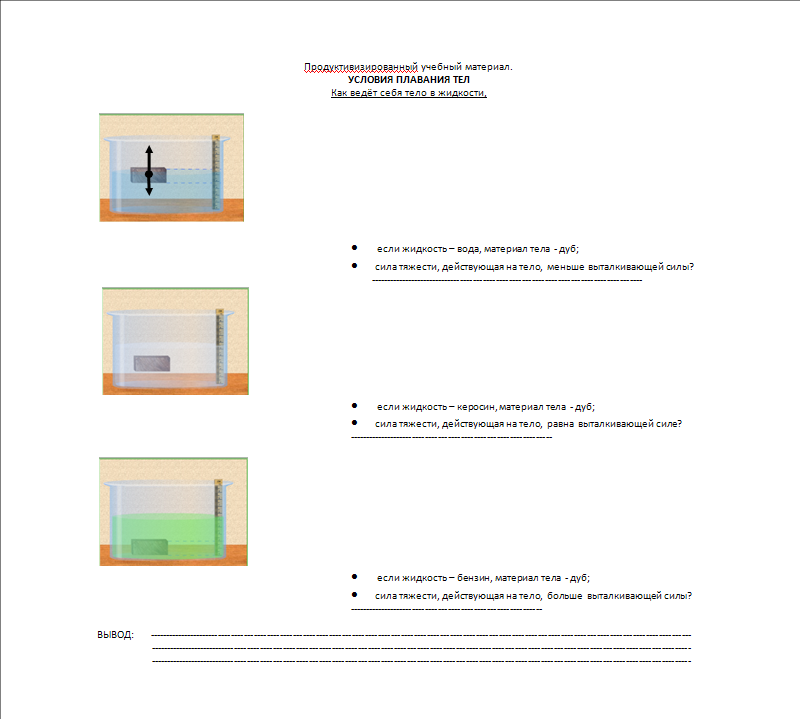 Продуктивизированный учебный материал.
УСЛОВИЯ ПЛАВАНИЯ ТЕЛ
Как ведёт себя тело в жидкости,
• если жидкость – вода, материал тела - дуб;
• сила тяжести, действующая на тело, меньше выталкивающей силы?
• если жидкость – керосин, материал тела - дуб;
• сила тяжести, действующая на тело, равна выталкивающей силе?
• если жидкость – бензин, материал тела - дуб;
• сила тяжести, действующая на тело, больше выталкивающей силы?
ВЫВОД: